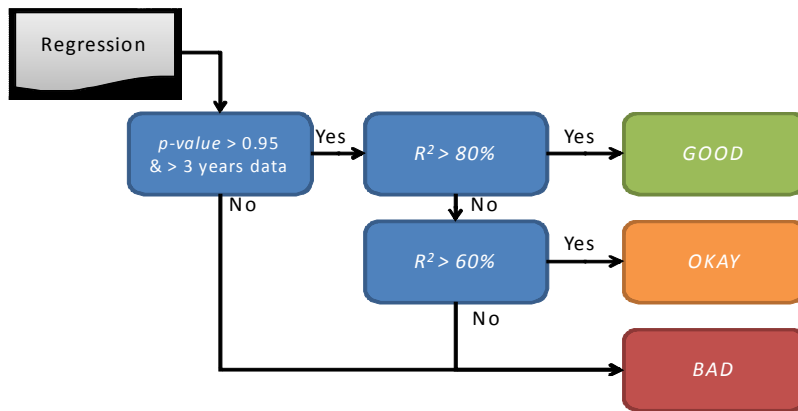 Regression
p-value > 0.95
& > 3 years data
Yes
R² > 80%
Yes
GOOD
No
No
R² > 60%
Yes
OKAY
No
BAD